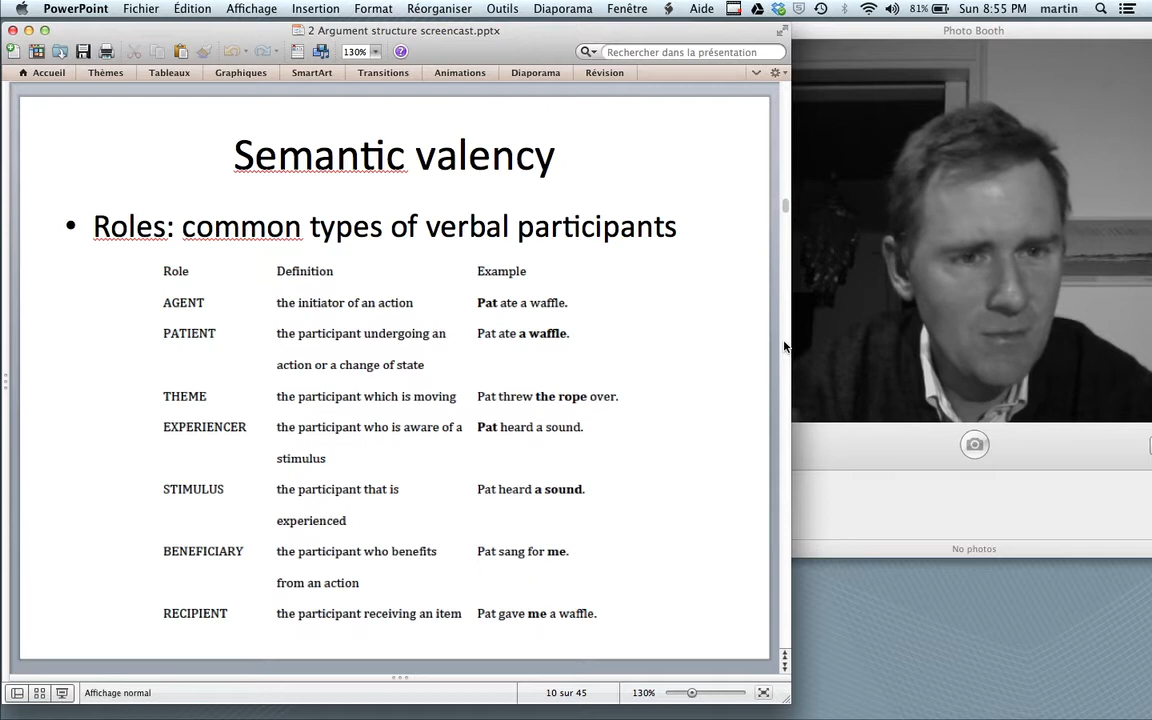 PowerPoint Fichier Édition Affichage Insertion Format Réorganiser Outils Diaporama Fenêtre Aide 81% Sun 8:55 PM martin
2 Argument structure screencast.pptx
Photo Booth
130% Rechercher dans la présentation
Accueil Thèmes Tableaux Graphiques SmartArt Transitions Animations Diaporama Révision
Semantic valency
• Roles: common types of verbal participants
Role Definition Example
AGENT the initiator of an action Pat ate a waffle.
PATIENT the participant undergoing an Pat ate a waffle.
action or a change of state
THEME the participant which is moving Pat threw the rope over.
EXPERIENCER the participant who is aware of a Pat heard a sound.
stimulus
STIMULUS the participant that is Pat heard a sound.
experienced
BENEFICIARY the participant who benefits Pat sang for me.
from an action
RECIPIENT the participant receiving an item Pat gave me a waffle.
No photos
Affichage normal 10 sur 45 130%